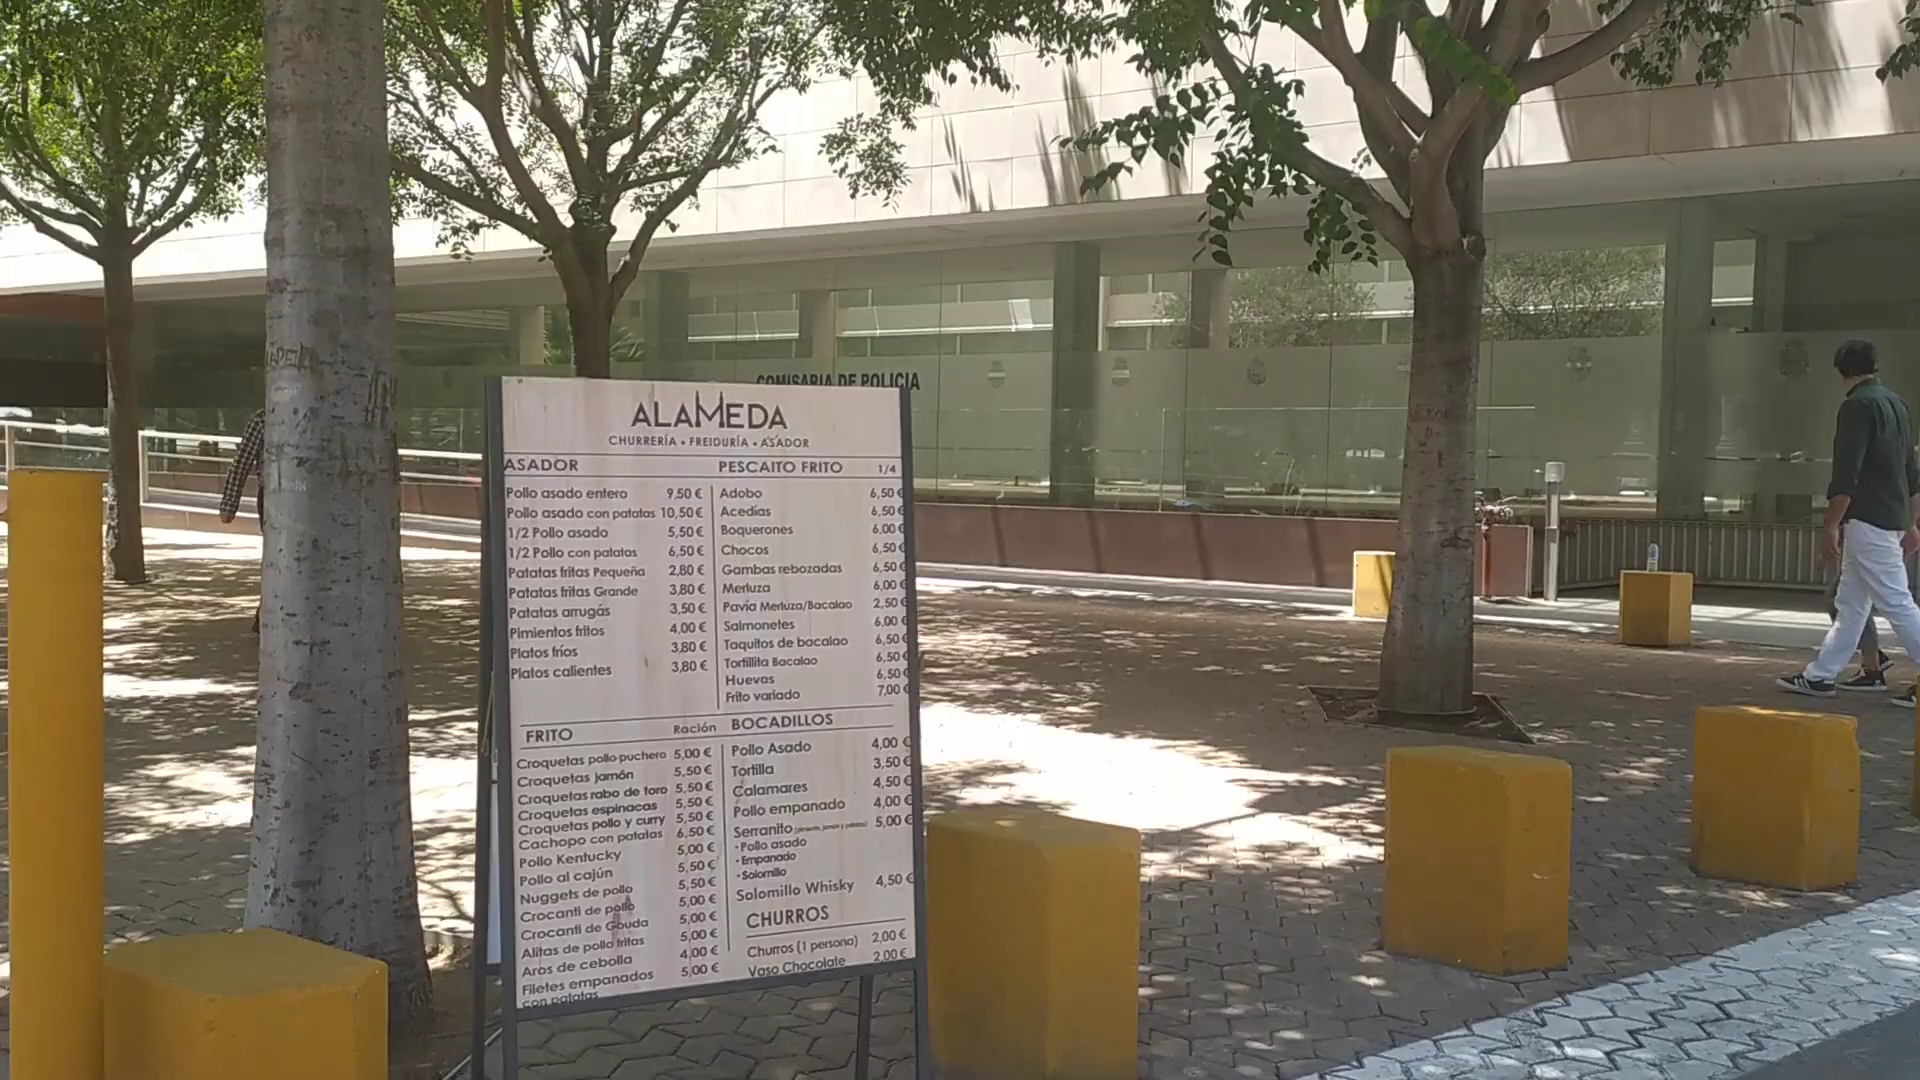 COMISARIA DE POLICIA
ALAMEDA
CHURRERÍA • FREIDURÍA • ASADOR
ASADOR
Pollo asado entero 9,50 €
Pollo asado con patatas 10,50 €
1/2 Pollo asado 5,50 €
1/2 Pollo con patatas 6,50 €
Patatas fritas Pequeña 2,80 €
Patatas fritas Grande 3,80 €
Patatas arrugás 3,50 €
Pimientos fritos 4,00 €
Platos fríos 3,80 €
Platos calientes 3,80 €
PESCAITO FRITO 1/4
Adobo 6,50 €
Acedías 6,50 €
Boquerones 6,00 €
Chocos 6,50 €
Gambas rebozadas 6,50 €
Merluza 6,00 €
Pavía Merluza/Bacalao 2,50 €
Salmonetes 6,00 €
Taquitos de bacalao 6,50 €
Tortillita Bacalao 6,50 €
Huevas 6,50 €
Frito variado 7,00 €
FRITO Ración
Croquetas pollo puchero 5,00 €
Croquetas jamón 5,50 €
Croquetas rabo de toro 5,50 €
Croquetas espinacas 5,50 €
Croquetas pollo y curry 5,50 €
Cachopo con patatas 6,50 €
Pollo Kentucky 5,00 €
Pollo al cajún 5,50 €
Nuggets de pollo 5,50 €
Crocanti de pollo 5,00 €
Crocanti de Gouda 5,00 €
Alitas de pollo fritas 5,00 €
Aros de cebolla 4,00 €
Filetes empanados 5,00 €
con patatas
BOCADILLOS
Pollo Asado 4,00 €
Tortilla 3,50 €
Calamares 4,50 €
Pollo empanado 4,00 €
Serranito (pimiento, jamón y patatas) 5,00 €
• Pollo asado
• Empanado
• Solomillo
Solomillo Whisky 4,50 €
CHURROS
Churros (1 persona) 2,00 €
Vaso Chocolate 2,00 €